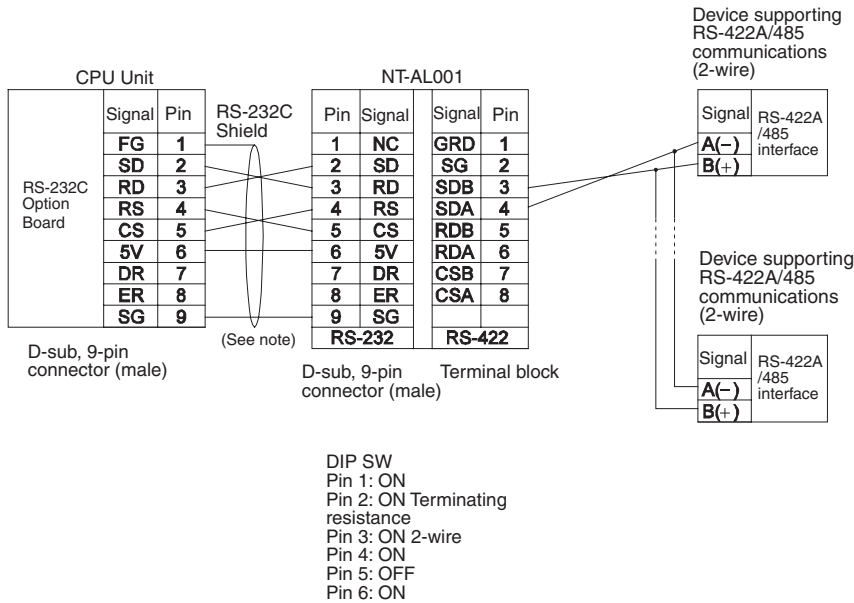 Device supporting
RS-422A/485
communications
(2-wire)
CPU Unit
NT-AL001
Signal Pin
RS-232C
Shield
Pin Signal
Signal Pin
Signal
RS-422A
/485
interface
FG 1
1 NC
GRD 1
A(−)
SD 2
2 SD
SG 2
B(+)
RS-232C
Option
Board
RD 3
3 RD
SDB 3
RS 4
4 RS
SDA 4
CS 5
5 CS
RDB 5
5V 6
6 5V
RDA 6
DR 7
7 DR
CSB 7
ER 8
8 ER
CSA 8
SG 9
9 SG
(See note)
RS-232
RS-422
D-sub, 9-pin
connector (male)
D-sub, 9-pin
connector (male)
Terminal block
Device supporting
RS-422A/485
communications
(2-wire)
Signal
RS-422A
/485
interface
A(−)
B(+)
DIP SW
Pin 1: ON
Pin 2: ON Terminating
resistance
Pin 3: ON 2-wire
Pin 4: ON
Pin 5: OFF
Pin 6: ON